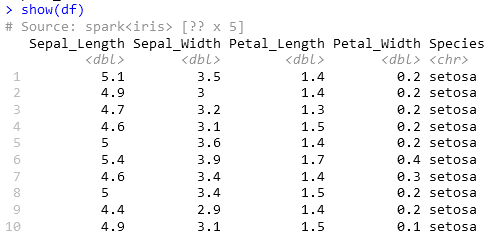 > show(df)
# Source: spark<iris> [?? x 5]
Sepal_Length Sepal_Width Petal_Length Petal_Width Species
<dbl> <dbl> <dbl> <dbl> <chr>
1 5.1 3.5 1.4 0.2 setosa
2 4.9 3 1.4 0.2 setosa
3 4.7 3.2 1.3 0.2 setosa
4 4.6 3.1 1.5 0.2 setosa
5 5 3.6 1.4 0.2 setosa
6 5.4 3.9 1.7 0.4 setosa
7 4.6 3.4 1.4 0.3 setosa
8 5 3.4 1.5 0.2 setosa
9 4.4 2.9 1.4 0.2 setosa
10 4.9 3.1 1.5 0.1 setosa